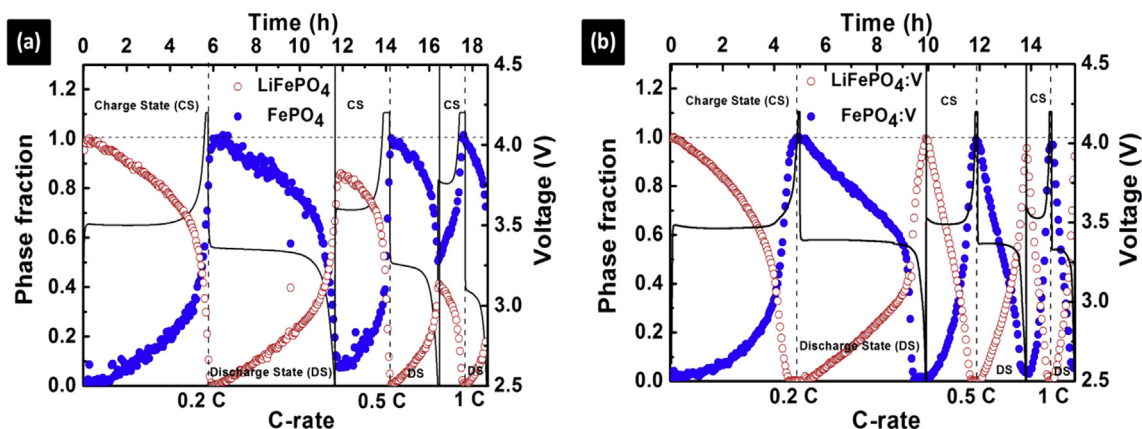 (a)
Time (h)
0 2 4 6 8 10 12 14 16 18
1.2
1.0
0.8
0.6
0.4
0.2
0.0
Phase fraction
4.5
4.0
3.5
3.0
2.5
Voltage (V)
LiFePO4
FePO4
Charge State (CS)
CS
CS
Discharge State (DS)
DS
DS
0.2 C
0.5 C
1 C
C-rate
(b)
Time (h)
0 2 4 6 8 10 12 14
1.2
1.0
0.8
0.6
0.4
0.2
0.0
Phase fraction
4.5
4.0
3.5
3.0
2.5
Voltage (V)
LiFePO4:V
FePO4:V
Charge State (CS)
CS
CS
Discharge State (DS)
DS
DS
0.2 C
0.5 C
1 C
C-rate